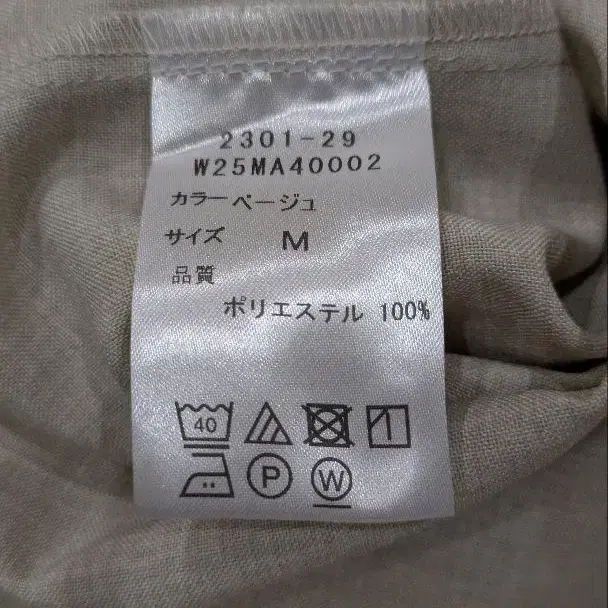 2301-29
W25MA40002
カラー ベージュ
サイズ M
品質
ポリエステル 100%
40
P
W